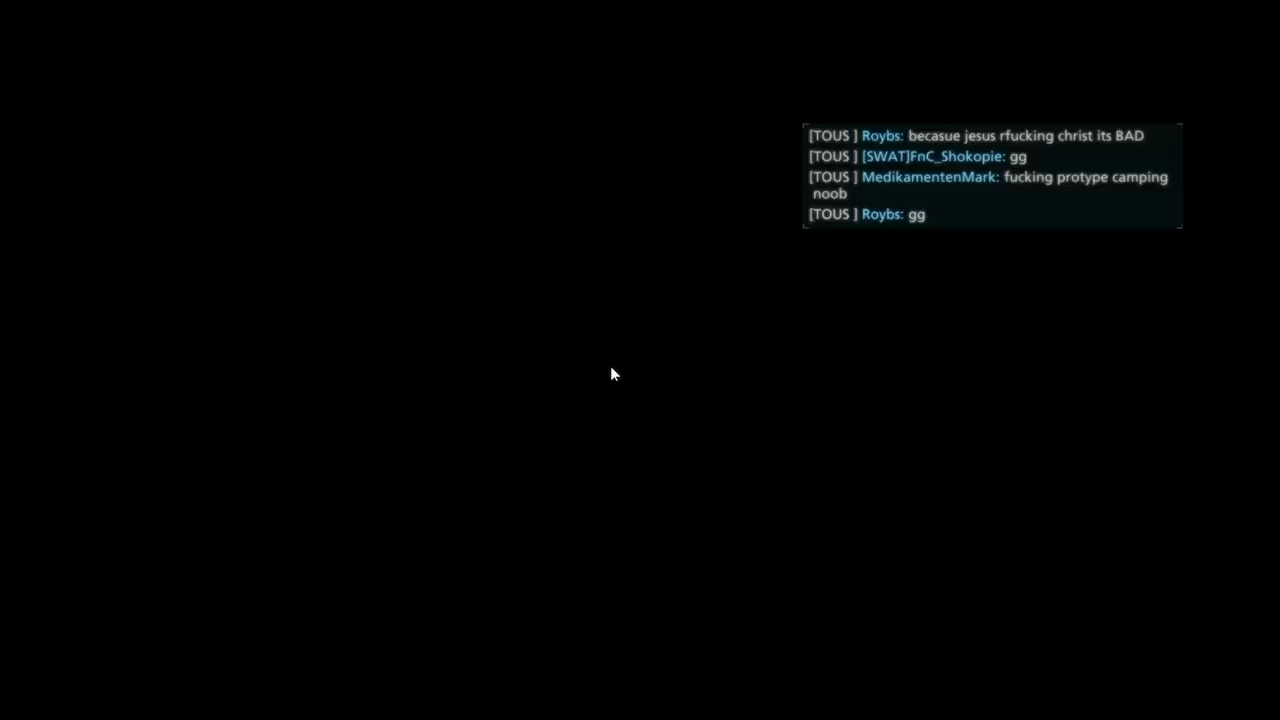 [TOUS ] Roybs: becasue jesus rfucking christ its BAD
[TOUS ] [SWAT]FnC_Shokopie: gg
[TOUS ] MedikamentenMark: fucking protype camping
noob
[TOUS ] Roybs: gg